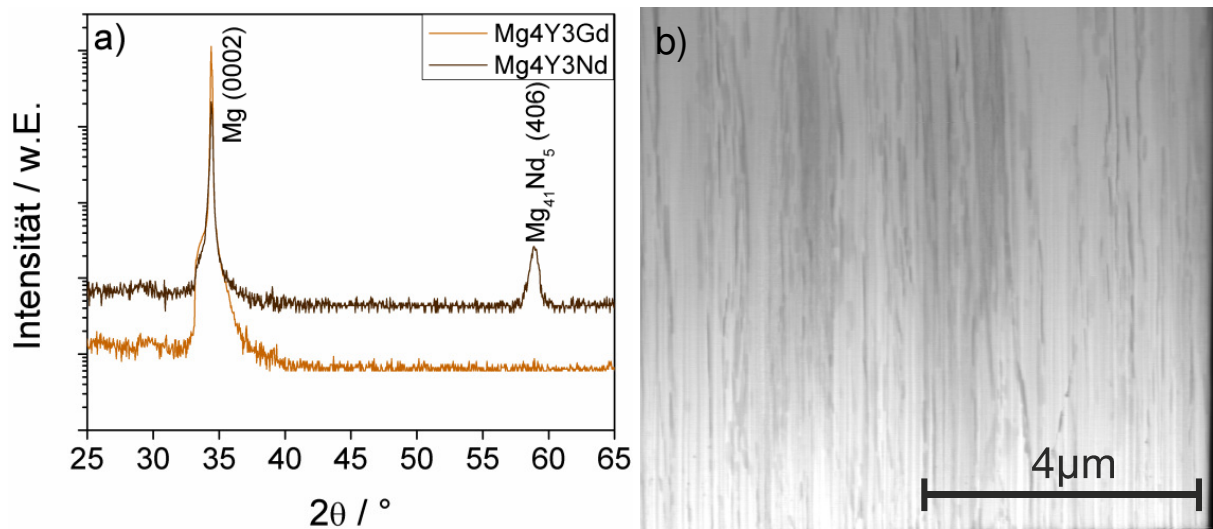 a)
Mg4Y3Gd
Mg4Y3Nd
Mg (0002)
Mg₄₁Nd₅ (406)
Intensität / w.E.
25 30 35 40 45 50 55 60 65
2θ / °
b)
4µm